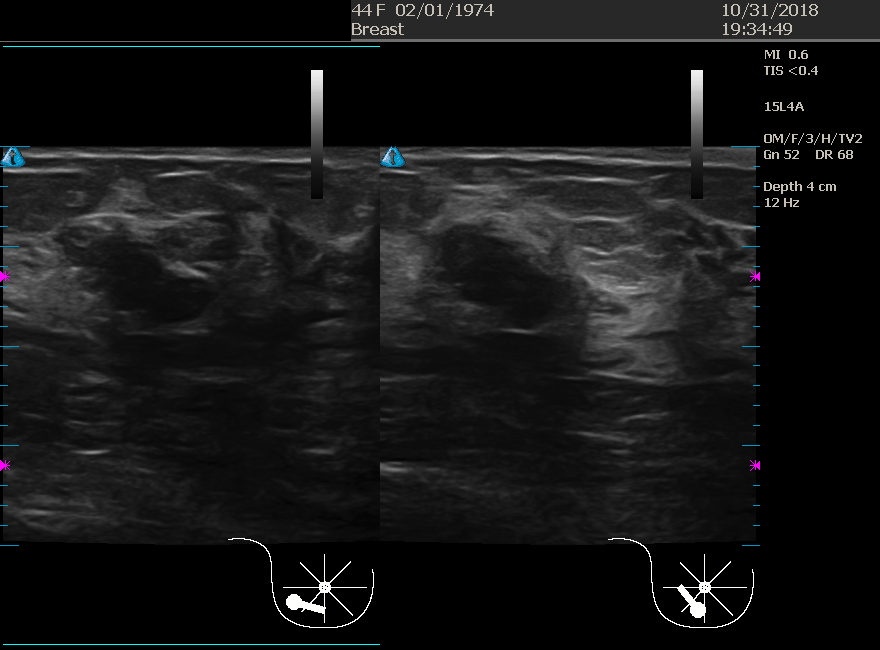 44 F 02/01/1974 10/31/2018
Breast 19:34:49
MI 0.6
TIS <0.4
15L4A
OM/F/3/H/TV2
Gn 52 DR 68
Depth 4 cm
12 Hz